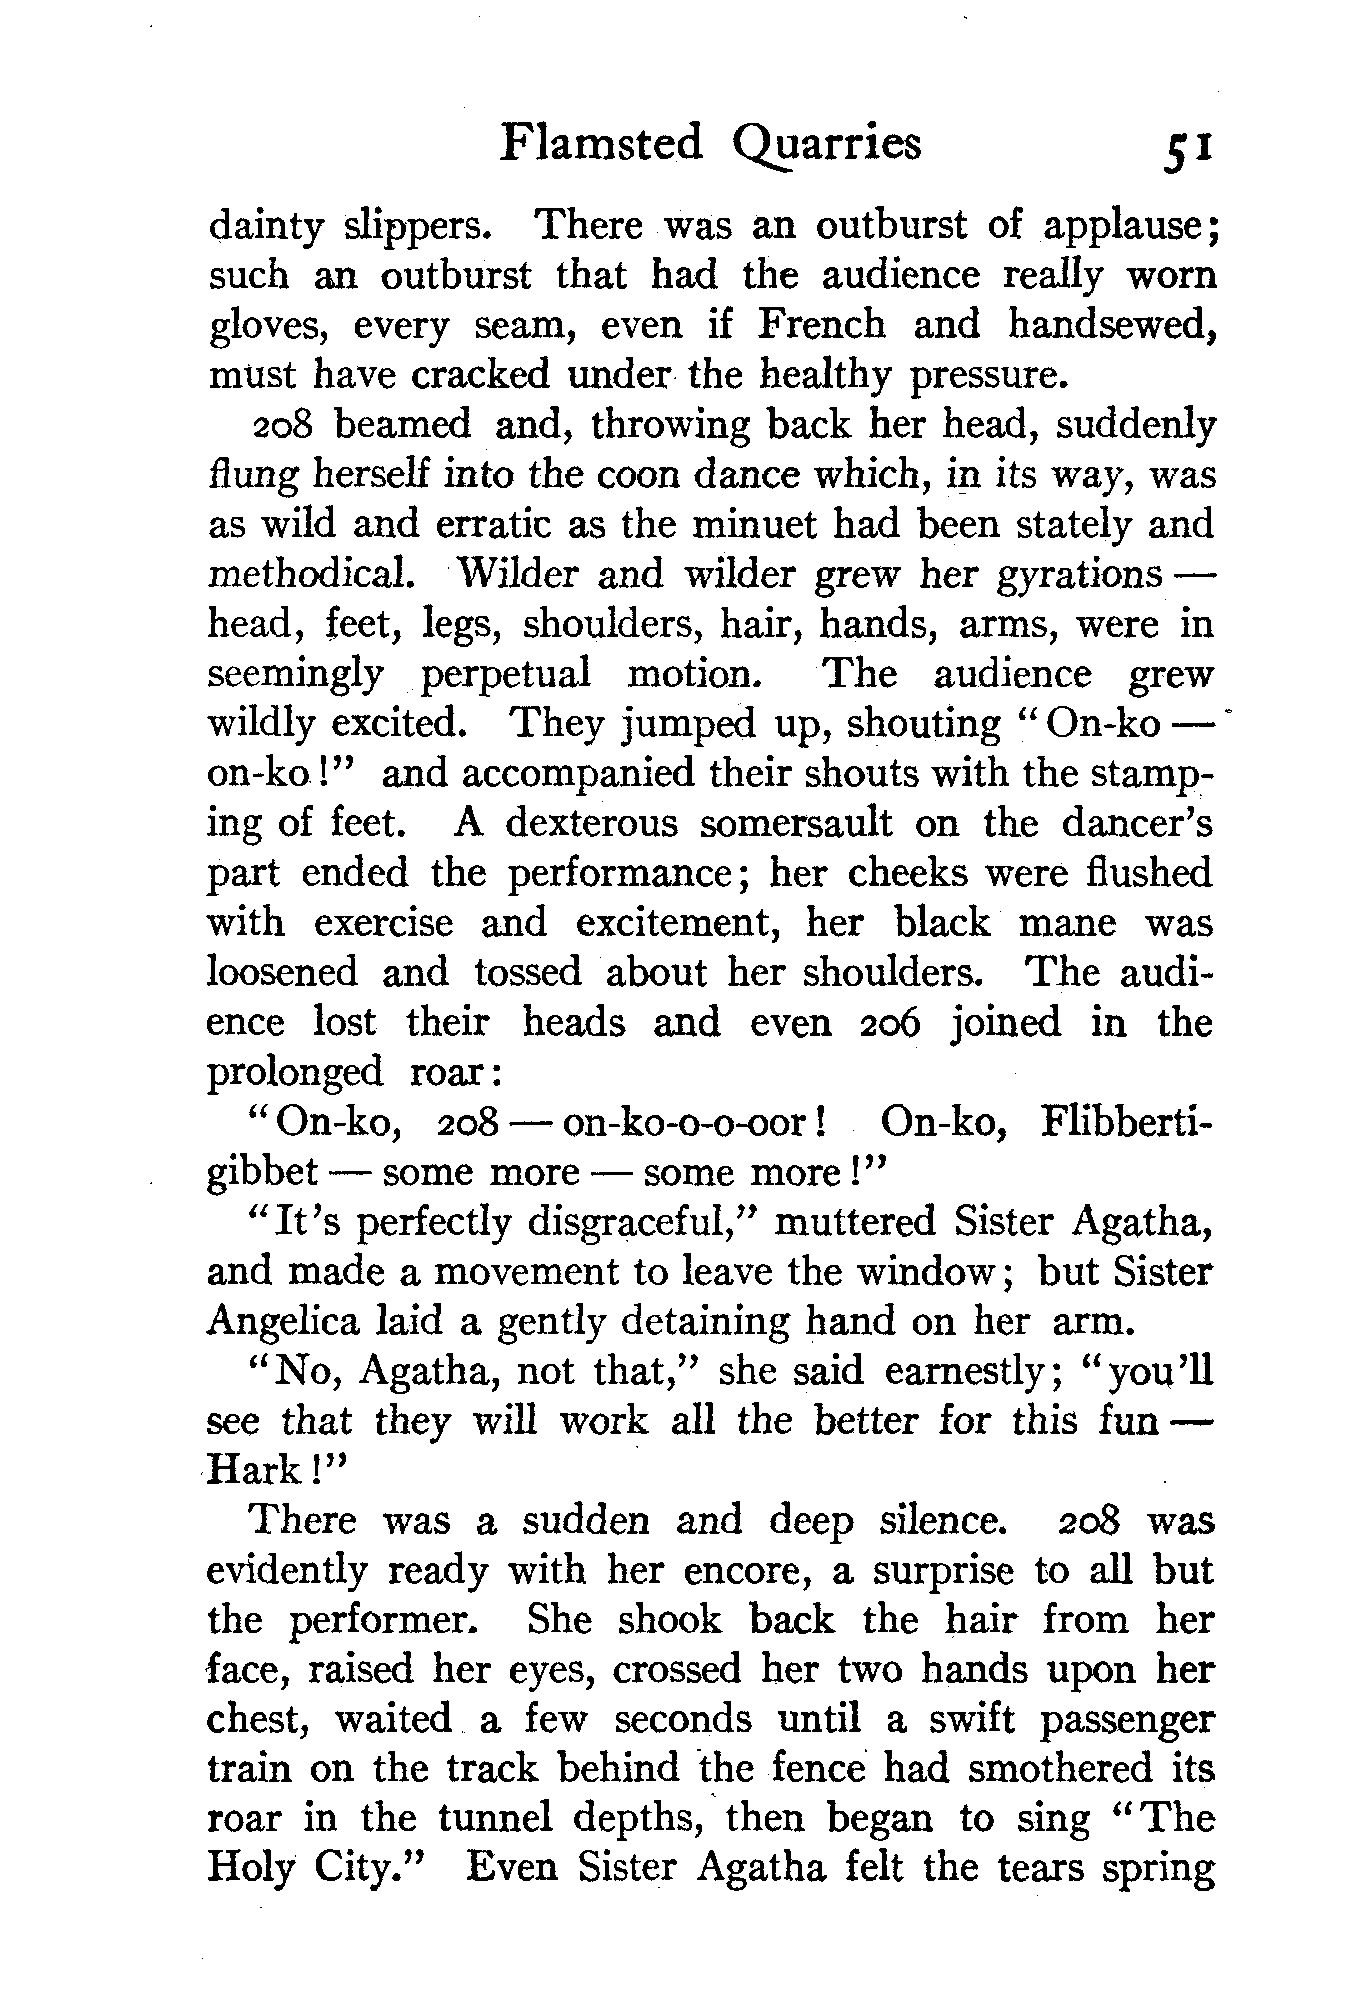 Flamsted Quarries 51
dainty slippers. There was an outburst of applause;
such an outburst that had the audience really worn
gloves, every seam, even if French and handsewed,
must have cracked under the healthy pressure.
208 beamed and, throwing back her head, suddenly
flung herself into the coon dance which, in its way, was
as wild and erratic as the minuet had been stately and
methodical. Wilder and wilder grew her gyrations —
head, feet, legs, shoulders, hair, hands, arms, were in
seemingly perpetual motion. The audience grew
wildly excited. They jumped up, shouting "On-ko —
on-ko!" and accompanied their shouts with the stamp-
ing of feet. A dexterous somersault on the dancer's
part ended the performance; her cheeks were flushed
with exercise and excitement, her black mane was
loosened and tossed about her shoulders. The audi-
ence lost their heads and even 206 joined in the
prolonged roar:
"On-ko, 208 — on-ko-o-o-oor! On-ko, Flibberti-
gibbet — some more — some more!"
"It's perfectly disgraceful," muttered Sister Agatha,
and made a movement to leave the window; but Sister
Angelica laid a gently detaining hand on her arm.
"No, Agatha, not that," she said earnestly; "you'll
see that they will work all the better for this fun —
Hark!"
There was a sudden and deep silence. 208 was
evidently ready with her encore, a surprise to all but
the performer. She shook back the hair from her
face, raised her eyes, crossed her two hands upon her
chest, waited a few seconds until a swift passenger
train on the track behind the fence had smothered its
roar in the tunnel depths, then began to sing "The
Holy City." Even Sister Agatha felt the tears spring